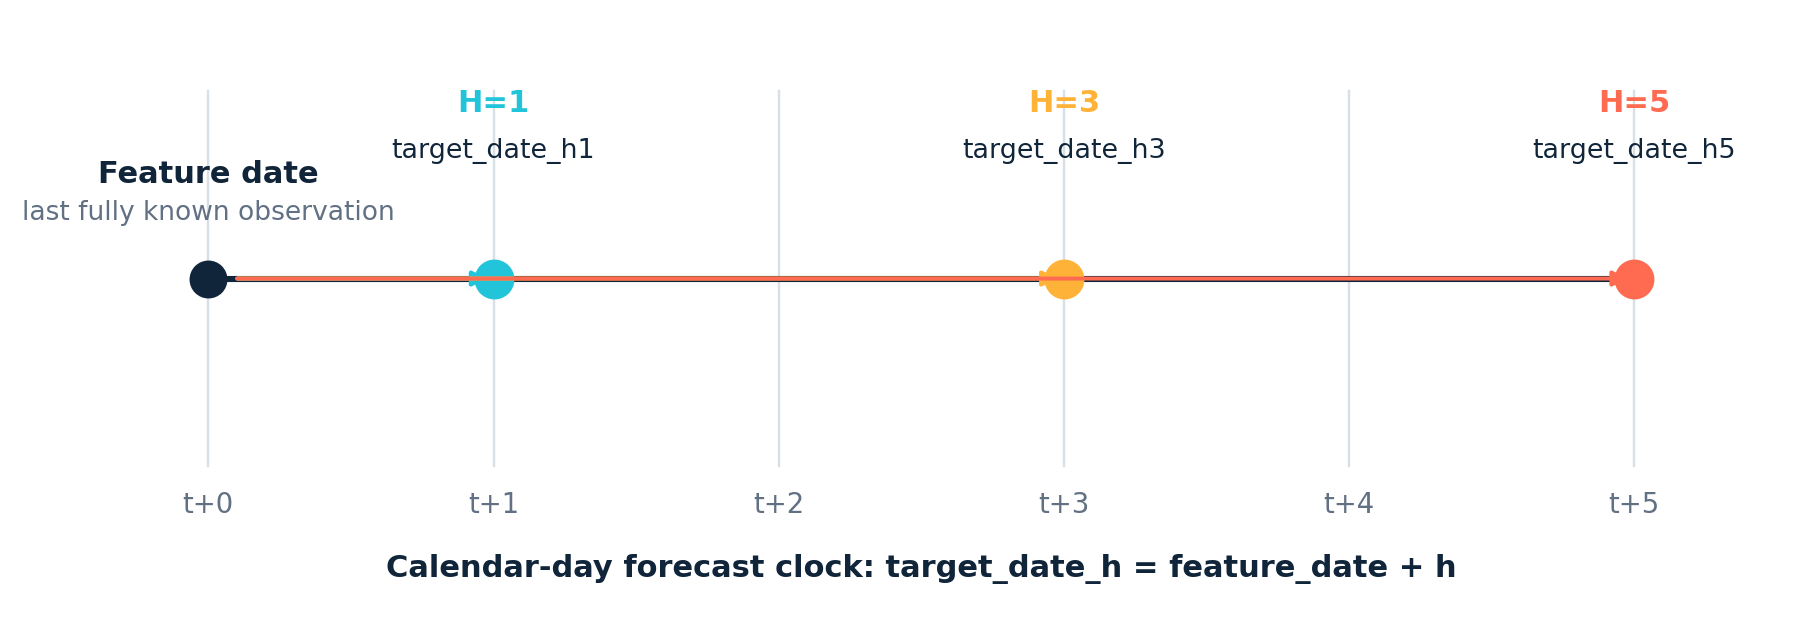 H=1
H=3
H=5
target_date_h1
target_date_h3
target_date_h5
Feature date
last fully known observation
t+0
t+1
t+2
t+3
t+4
t+5
Calendar-day forecast clock: target_date_h = feature_date + h